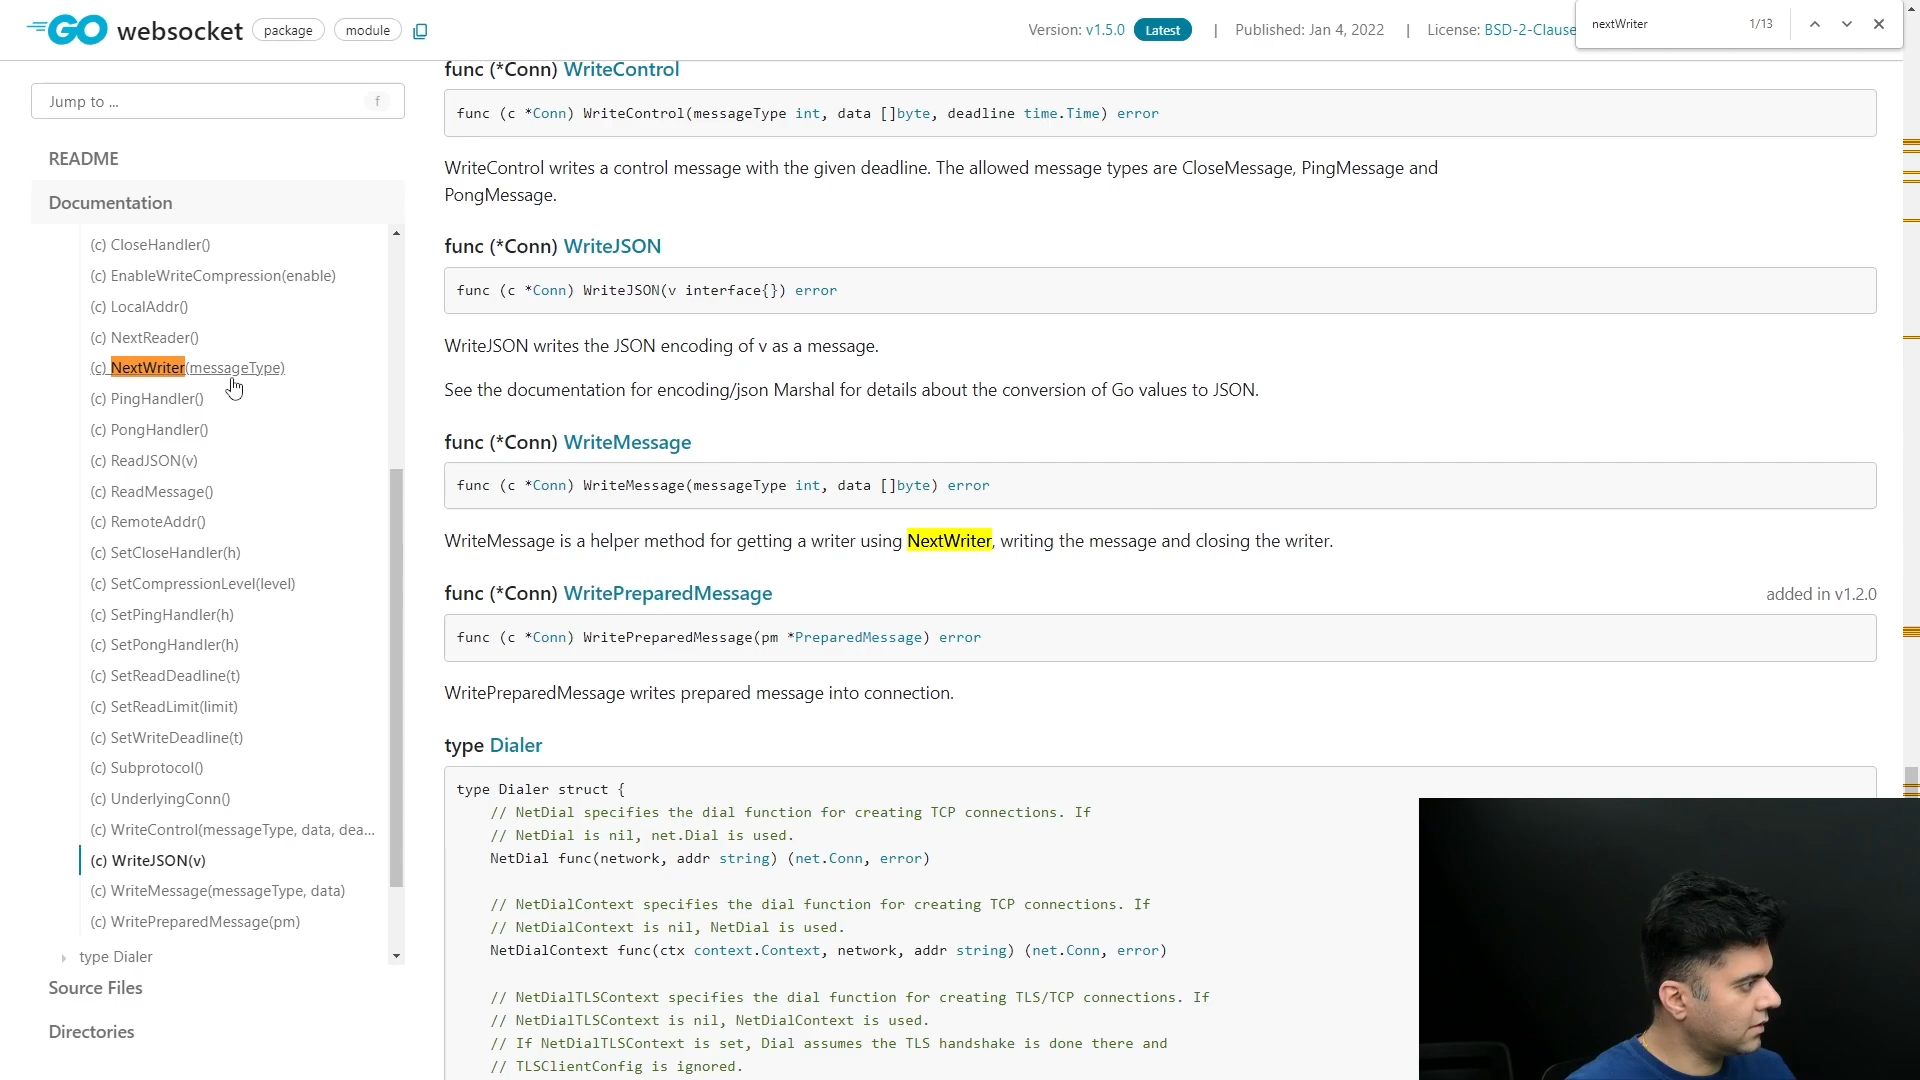 GO websocket package module
Version: v1.5.0 Latest | Published: Jan 4, 2022 | License: BSD-2-Clause
nextWriter 1/13
Jump to ... f
README
Documentation
(c) CloseHandler()
(c) EnableWriteCompression(enable)
(c) LocalAddr()
(c) NextReader()
(c) NextWriter(messageType)
(c) PingHandler()
(c) PongHandler()
(c) ReadJSON(v)
(c) ReadMessage()
(c) RemoteAddr()
(c) SetCloseHandler(h)
(c) SetCompressionLevel(level)
(c) SetPingHandler(h)
(c) SetPongHandler(h)
(c) SetReadDeadline(t)
(c) SetReadLimit(limit)
(c) SetWriteDeadline(t)
(c) Subprotocol()
(c) UnderlyingConn()
(c) WriteControl(messageType, data, dea...
(c) WriteJSON(v)
(c) WriteMessage(messageType, data)
(c) WritePreparedMessage(pm)
type Dialer
Source Files
Directories
func (*Conn) WriteControl
func (c *Conn) WriteControl(messageType int, data []byte, deadline time.Time) error
WriteControl writes a control message with the given deadline. The allowed message types are CloseMessage, PingMessage and
PongMessage.
func (*Conn) WriteJSON
func (c *Conn) WriteJSON(v interface{}) error
WriteJSON writes the JSON encoding of v as a message.
See the documentation for encoding/json Marshal for details about the conversion of Go values to JSON.
func (*Conn) WriteMessage
func (c *Conn) WriteMessage(messageType int, data []byte) error
WriteMessage is a helper method for getting a writer using NextWriter, writing the message and closing the writer.
func (*Conn) WritePreparedMessage added in v1.2.0
func (c *Conn) WritePreparedMessage(pm *PreparedMessage) error
WritePreparedMessage writes prepared message into connection.
type Dialer
type Dialer struct {
// NetDial specifies the dial function for creating TCP connections. If
// NetDial is nil, net.Dial is used.
NetDial func(network, addr string) (net.Conn, error)
// NetDialContext specifies the dial function for creating TCP connections. If
// NetDialContext is nil, NetDial is used.
NetDialContext func(ctx context.Context, network, addr string) (net.Conn, error)
// NetDialTLSContext specifies the dial function for creating TLS/TCP connections. If
// NetDialTLSContext is nil, NetDialContext is used.
// If NetDialTLSContext is set, Dial assumes the TLS handshake is done there and
// TLSClientConfig is ignored.